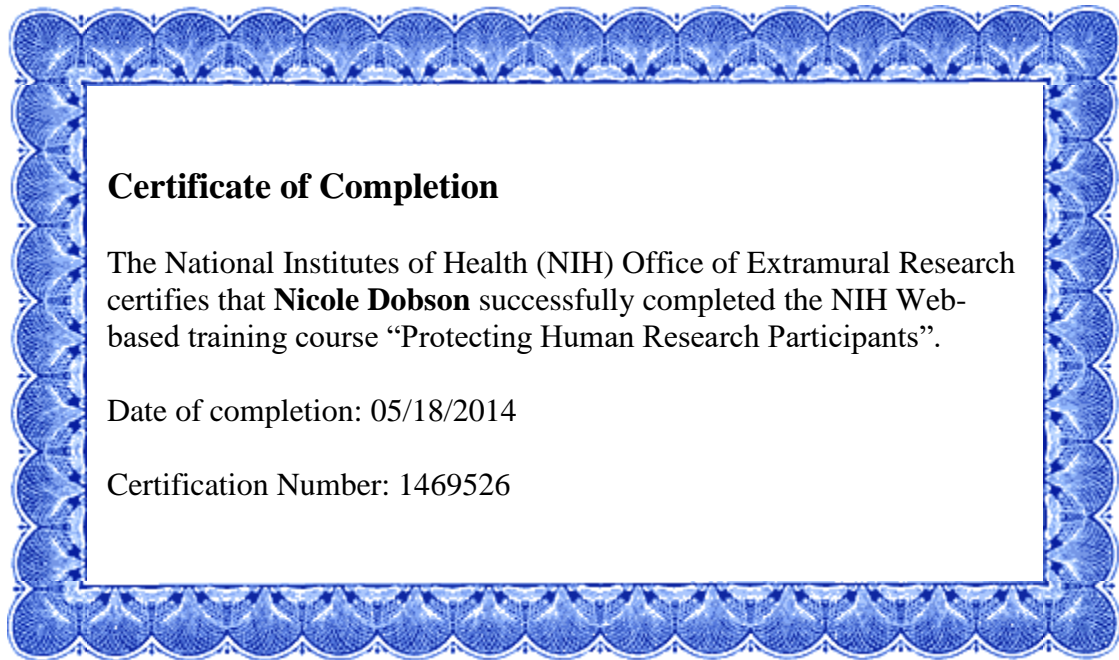 Certificate of Completion
The National Institutes of Health (NIH) Office of Extramural Research
certifies that Nicole Dobson successfully completed the NIH Web-
based training course “Protecting Human Research Participants”.
Date of completion: 05/18/2014
Certification Number: 1469526